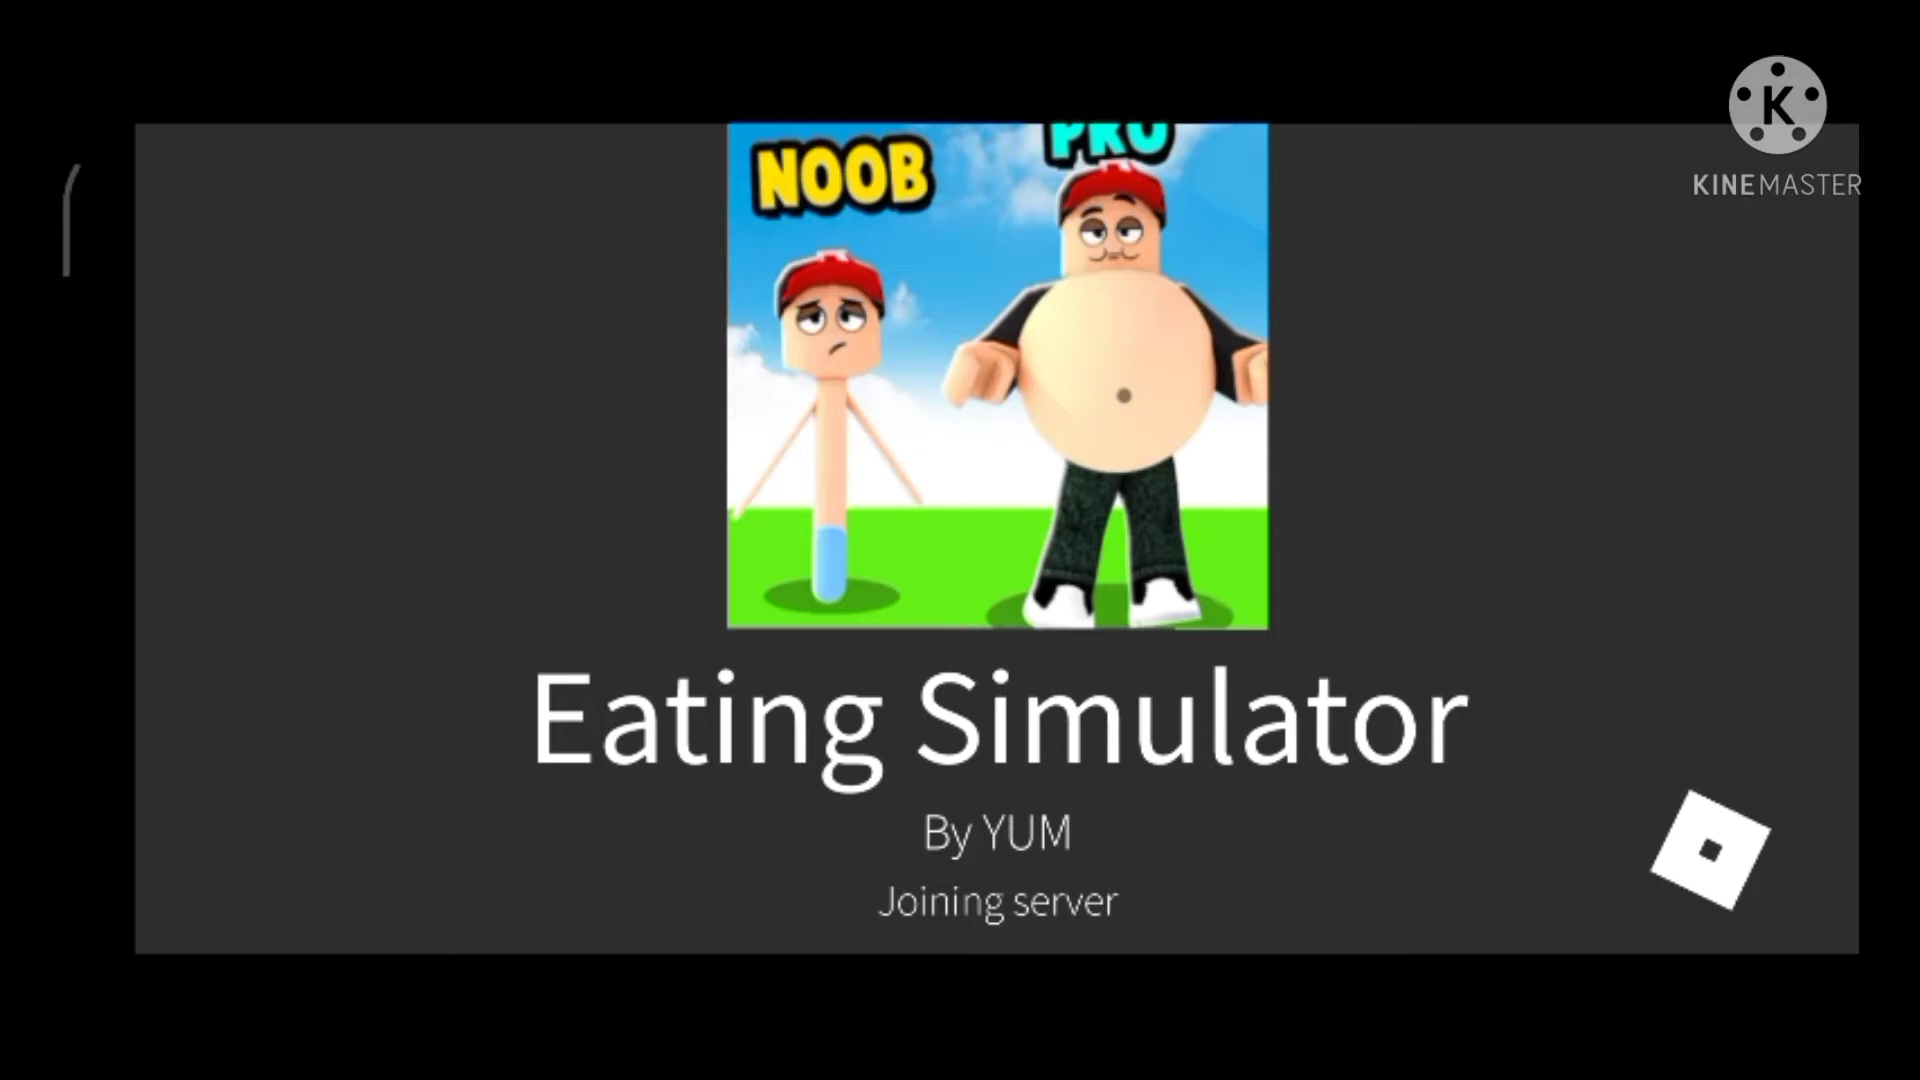 PRO
NOOB
K
KINEMASTER
Eating Simulator
By YUM
Joining server